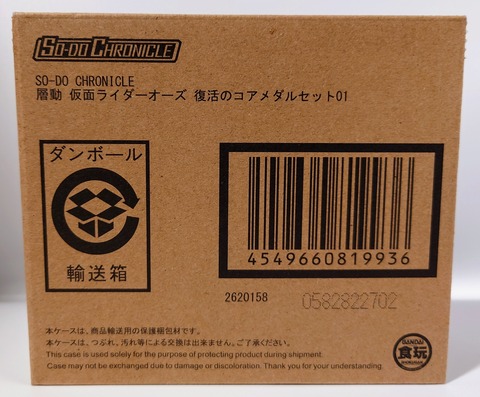 SO-DO CHRONICLE
SO-DO CHRONICLE
層動 仮面ライダーオーズ 復活のコアメダルセット01
ダンボール
輸送箱
4549660819936
2620158
0582822702
本ケースは、商品輸送用の保護梱包材です。
本ケースは、つぶれ、汚れ等による交換は出来ません。ご了承ください。
This case is used solely for the purpose of protecting product during shipment.
Case may not be exchanged due to damage or discoloration. Thank you for your understanding.
BANDAI
食玩
SHOKUGAN